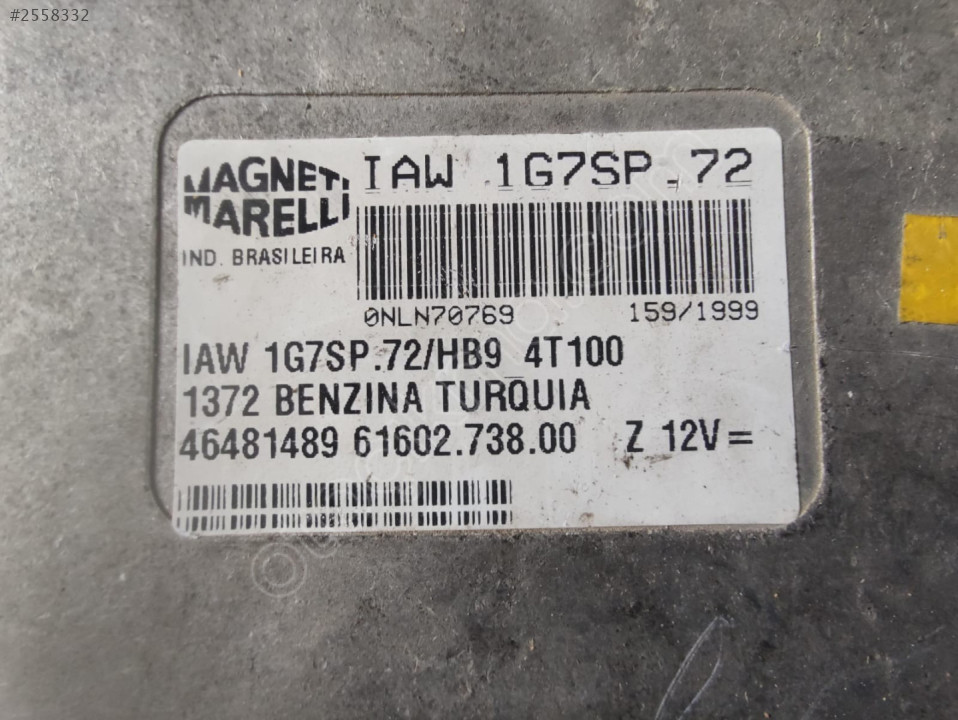 #2558332
MAGNETI MARELLI
IAW 1G7SP.72
IND. BRASILEIRA
0NLN70769 159/1999
IAW 1G7SP.72/HB9 4T100
1372 BENZINA TURQUIA
46481489 61602.738.00 Z 12V=